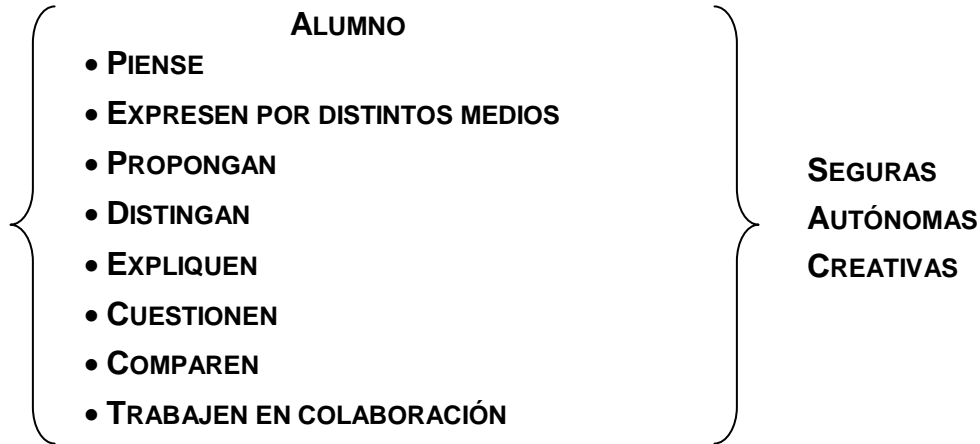 ALUMNO
• PIENSE
• EXPRESEN POR DISTINTOS MEDIOS
• PROPONGAN
• DISTINGAN
• EXPLIQUEN
• CUESTIONEN
• COMPAREN
• TRABAJEN EN COLABORACIÓN
SEGURAS
AUTÓNOMAS
CREATIVAS